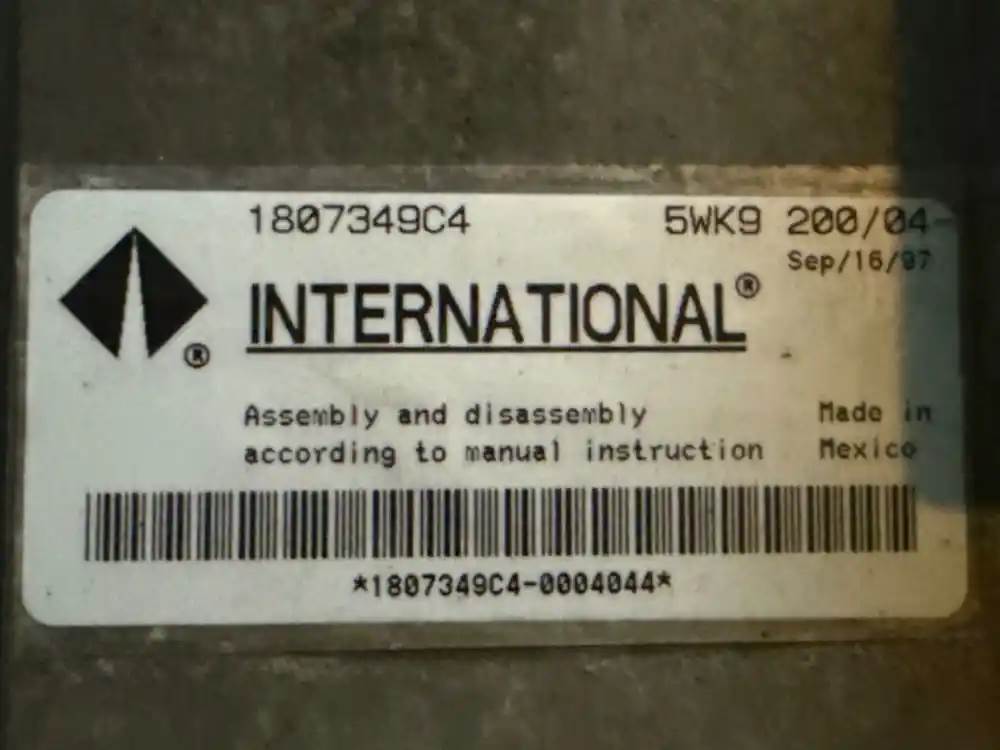 1807349C4 5WK9 200/04-
Sep/16/97
INTERNATIONAL®
®
Assembly and disassembly Made in
according to manual instruction Mexico
*1807349C4-0004044*